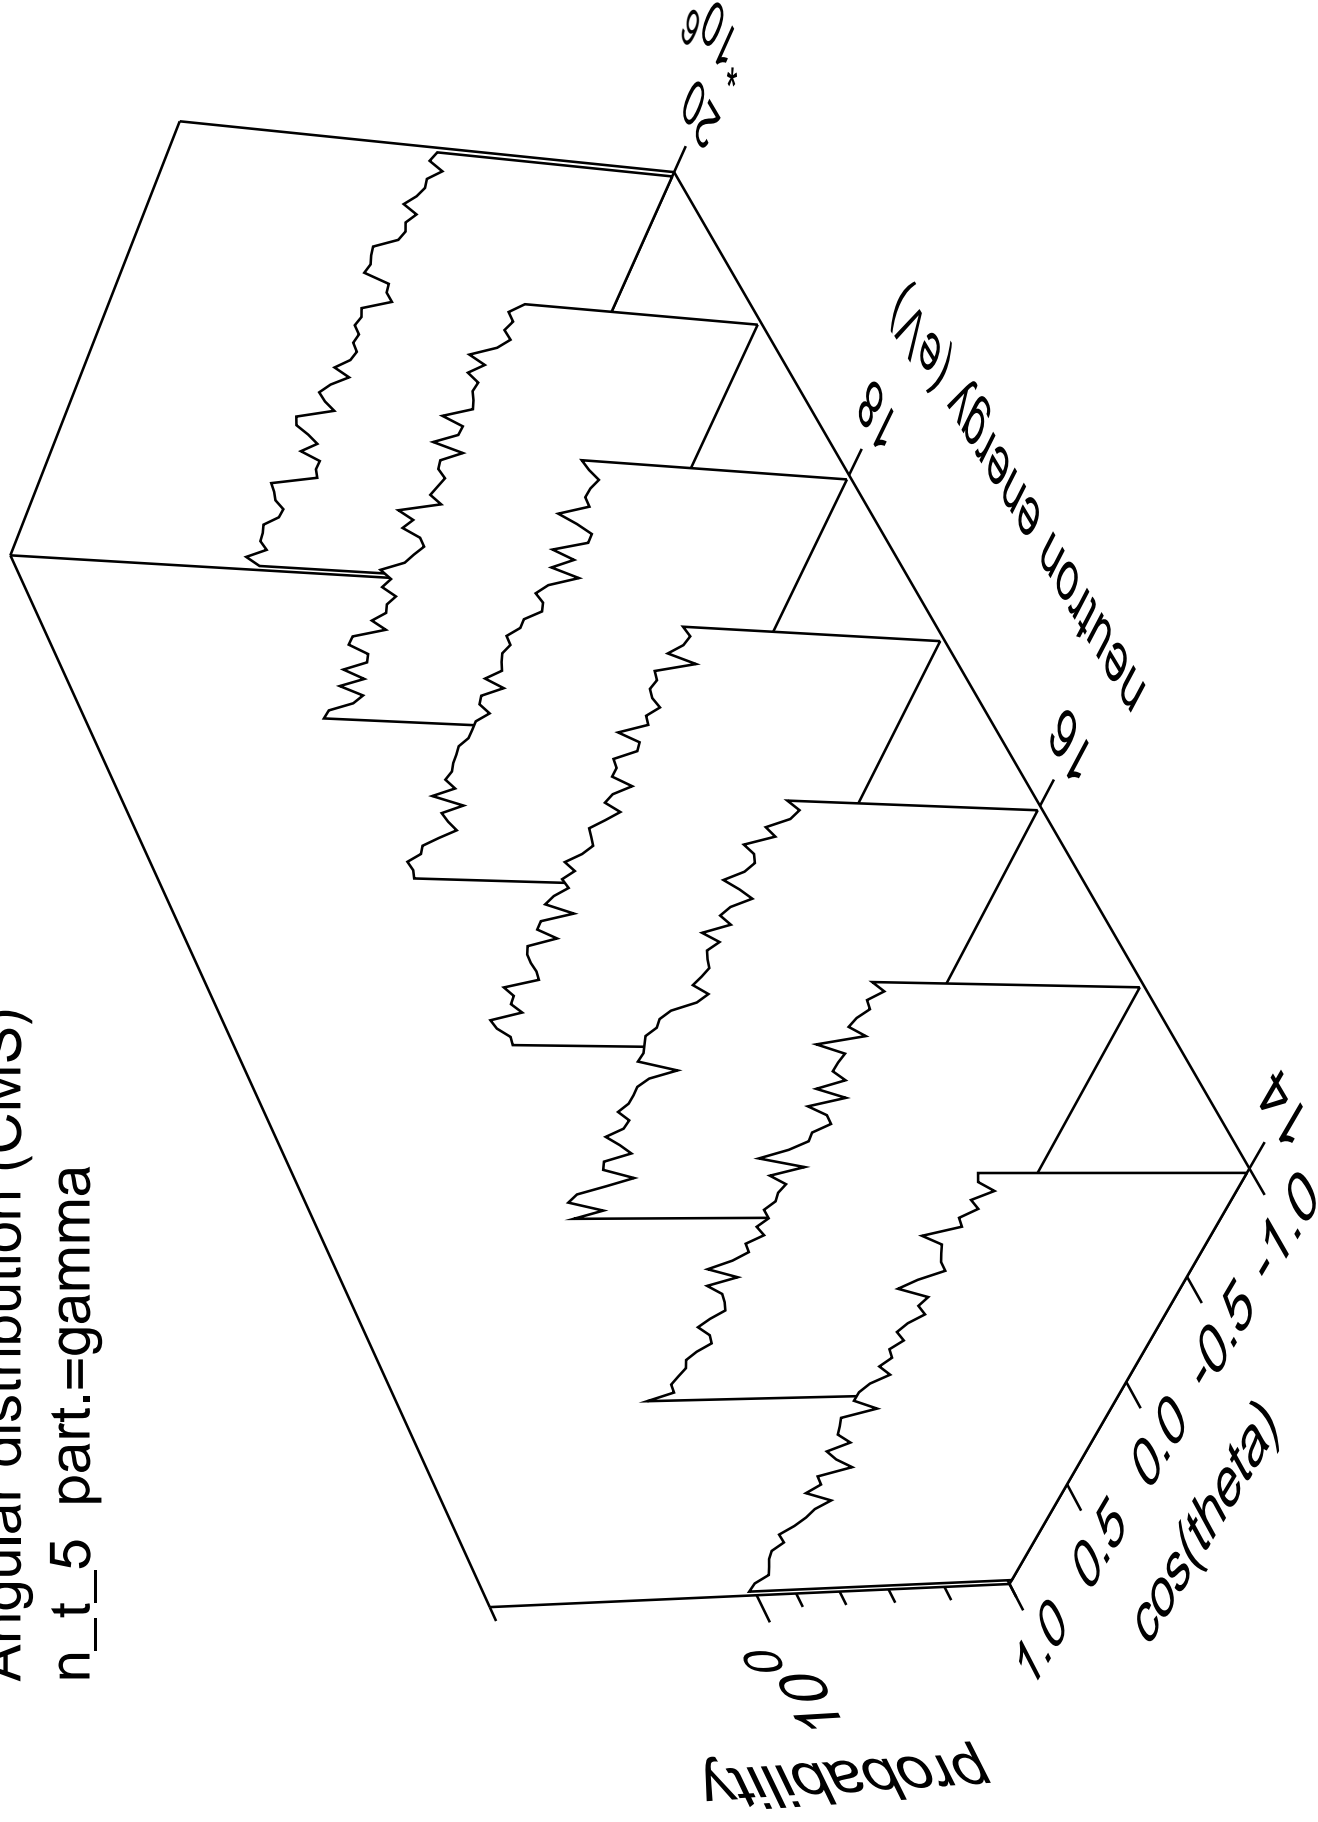 Angular distribution (CMS)
n_t_5 part.=gamma
probability
10^0
1.0 0.5 0.0 -0.5 -1.0
cos(theta)
14 16 18 20
*10^6
neutron energy (eV)